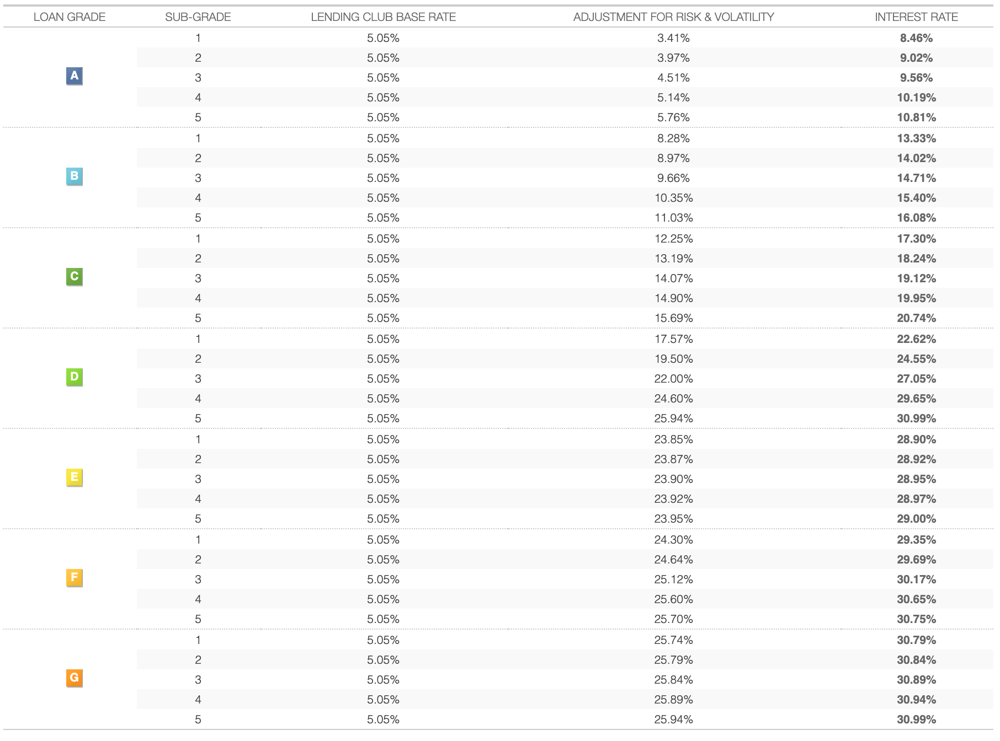 LOAN GRADE SUB-GRADE LENDING CLUB BASE RATE ADJUSTMENT FOR RISK & VOLATILITY INTEREST RATE
1 5.05% 3.41% 8.46%
2 5.05% 3.97% 9.02%
A 3 5.05% 4.51% 9.56%
4 5.05% 5.14% 10.19%
5 5.05% 5.76% 10.81%
1 5.05% 8.28% 13.33%
2 5.05% 8.97% 14.02%
B 3 5.05% 9.66% 14.71%
4 5.05% 10.35% 15.40%
5 5.05% 11.03% 16.08%
1 5.05% 12.25% 17.30%
2 5.05% 13.19% 18.24%
C 3 5.05% 14.07% 19.12%
4 5.05% 14.90% 19.95%
5 5.05% 15.69% 20.74%
1 5.05% 17.57% 22.62%
2 5.05% 19.50% 24.55%
D 3 5.05% 22.00% 27.05%
4 5.05% 24.60% 29.65%
5 5.05% 25.94% 30.99%
1 5.05% 23.85% 28.90%
2 5.05% 23.87% 28.92%
E 3 5.05% 23.90% 28.95%
4 5.05% 23.92% 28.97%
5 5.05% 23.95% 29.00%
1 5.05% 24.30% 29.35%
2 5.05% 24.64% 29.69%
F 3 5.05% 25.12% 30.17%
4 5.05% 25.60% 30.65%
5 5.05% 25.70% 30.75%
1 5.05% 25.74% 30.79%
2 5.05% 25.79% 30.84%
G 3 5.05% 25.84% 30.89%
4 5.05% 25.89% 30.94%
5 5.05% 25.94% 30.99%